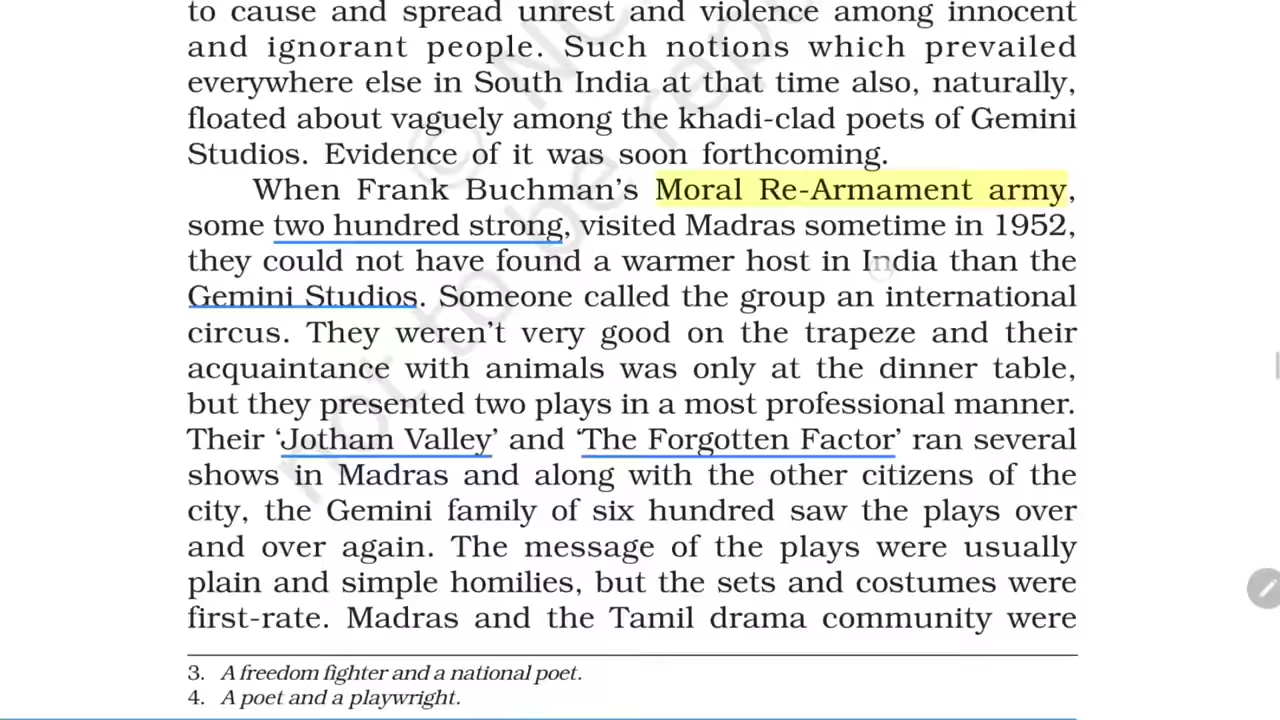 to cause and spread unrest and violence among innocent
and ignorant people. Such notions which prevailed
everywhere else in South India at that time also, naturally,
floated about vaguely among the khadi-clad poets of Gemini
Studios. Evidence of it was soon forthcoming.
When Frank Buchman’s Moral Re-Armament army,
some two hundred strong, visited Madras sometime in 1952,
they could not have found a warmer host in India than the
Gemini Studios. Someone called the group an international
circus. They weren’t very good on the trapeze and their
acquaintance with animals was only at the dinner table,
but they presented two plays in a most professional manner.
Their ‘Jotham Valley’ and ‘The Forgotten Factor’ ran several
shows in Madras and along with the other citizens of the
city, the Gemini family of six hundred saw the plays over
and over again. The message of the plays were usually
plain and simple homilies, but the sets and costumes were
first-rate. Madras and the Tamil drama community were
3. A freedom fighter and a national poet.
4. A poet and a playwright.
not to be rep
© NC